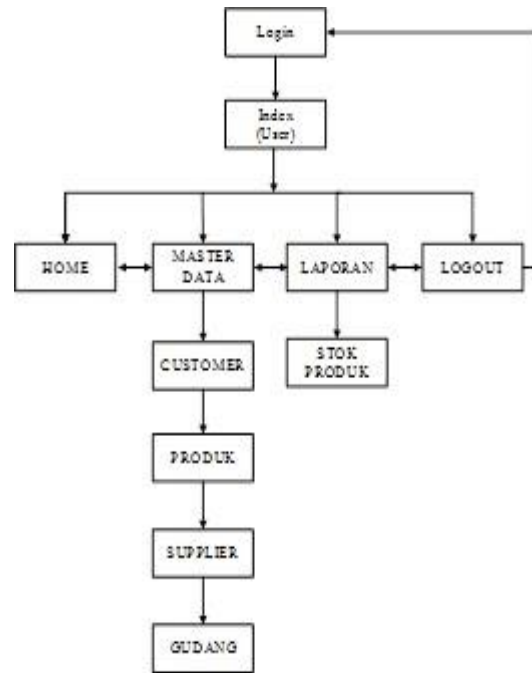 Login
Index
(User)
HOME
MASTER
DATA
LAPORAN
LOGOUT
CUSTOMER
STOK
PRODUK
PRODUK
SUPPLIER
GUDANG